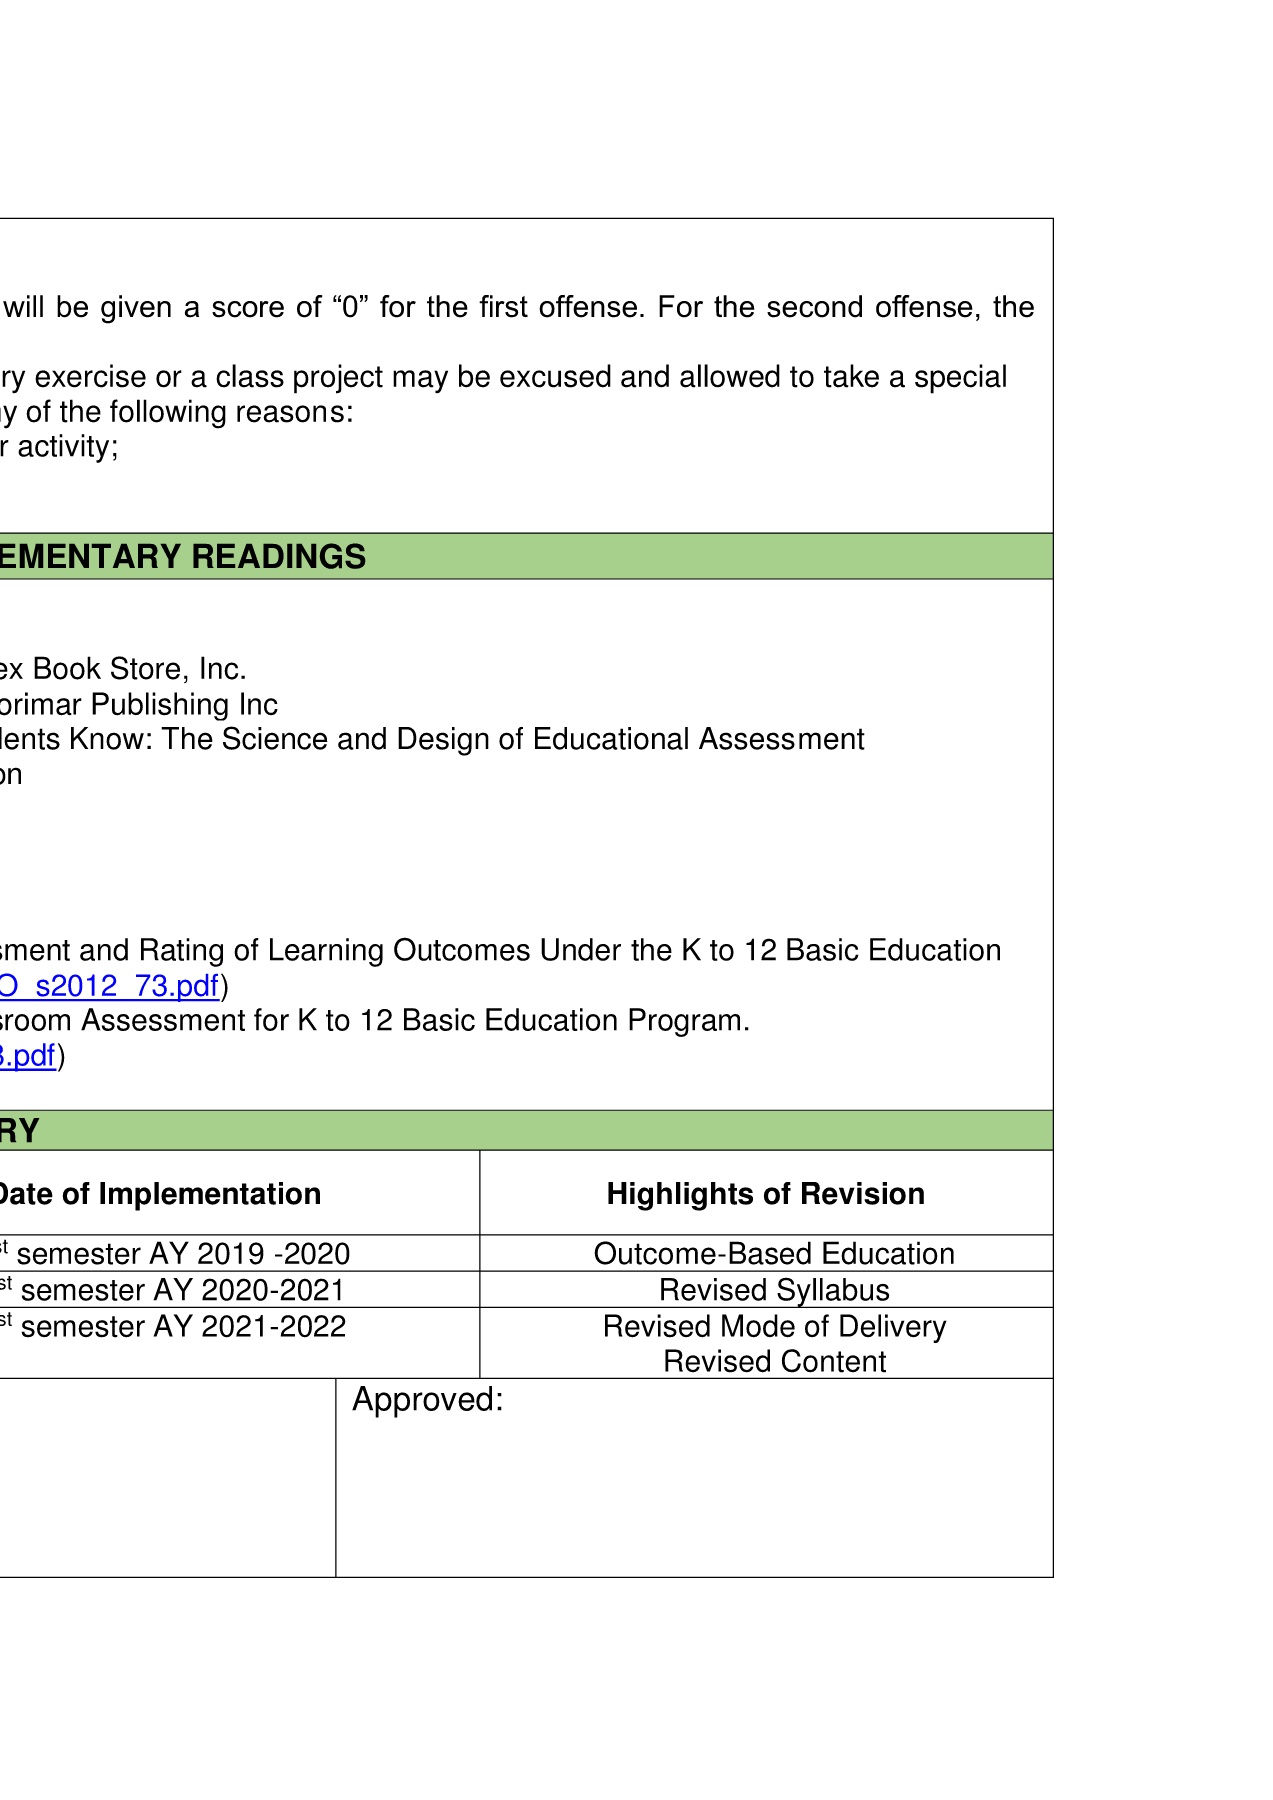 will be given a score of “0” for the first offense. For the second offense, the
ry exercise or a class project may be excused and allowed to take a special
y of the following reasons:
r activity;
EMENTARY READINGS
ex Book Store, Inc.
orimar Publishing Inc
dents Know: The Science and Design of Educational Assessment
on
sment and Rating of Learning Outcomes Under the K to 12 Basic Education
O_s2012_73.pdf)
sroom Assessment for K to 12 Basic Education Program.
3.pdf)
RY
Date of Implementation Highlights of Revision
st semester AY 2019 -2020 Outcome-Based Education
st semester AY 2020-2021 Revised Syllabus
st semester AY 2021-2022 Revised Mode of Delivery
Revised Content
Approved: